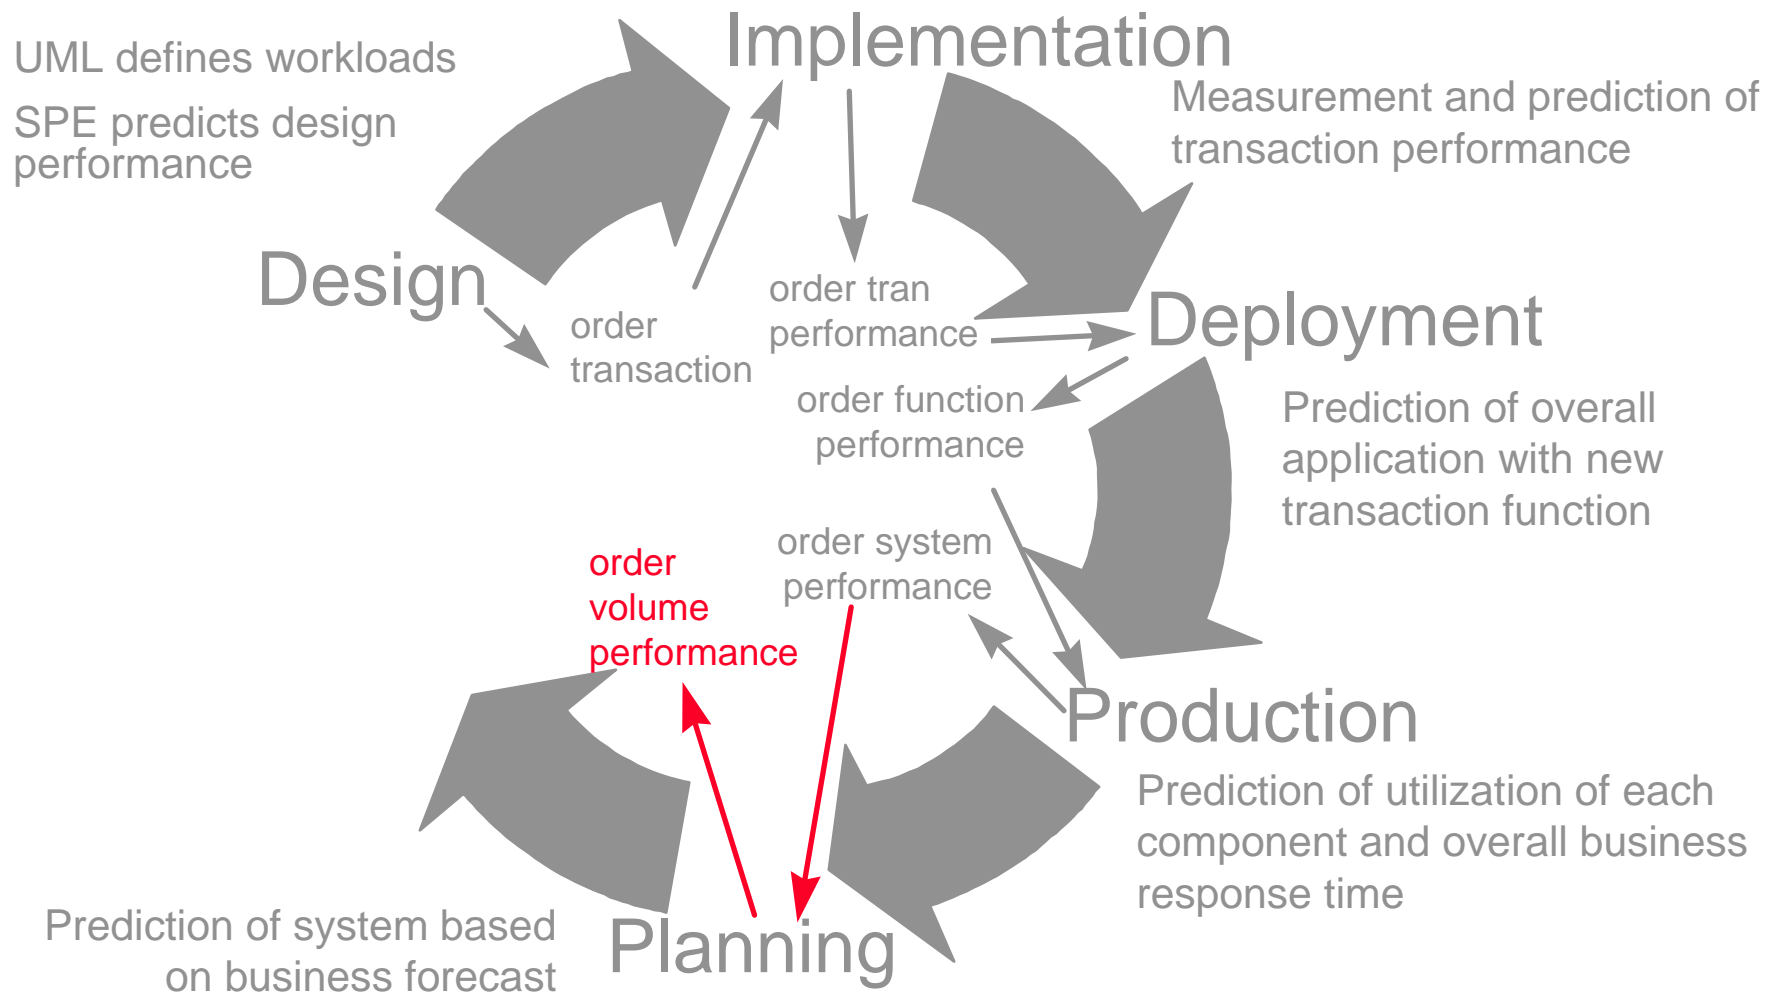 Implementation
UML defines workloads
SPE predicts design
performance
Measurement and prediction of
transaction performance
Design
order
transaction
order tran
performance
Deployment
order function
performance
Prediction of overall
application with new
transaction function
order system
performance
order
volume
performance
Production
Prediction of utilization of each
component and overall business
response time
Planning
Prediction of system based
on business forecast